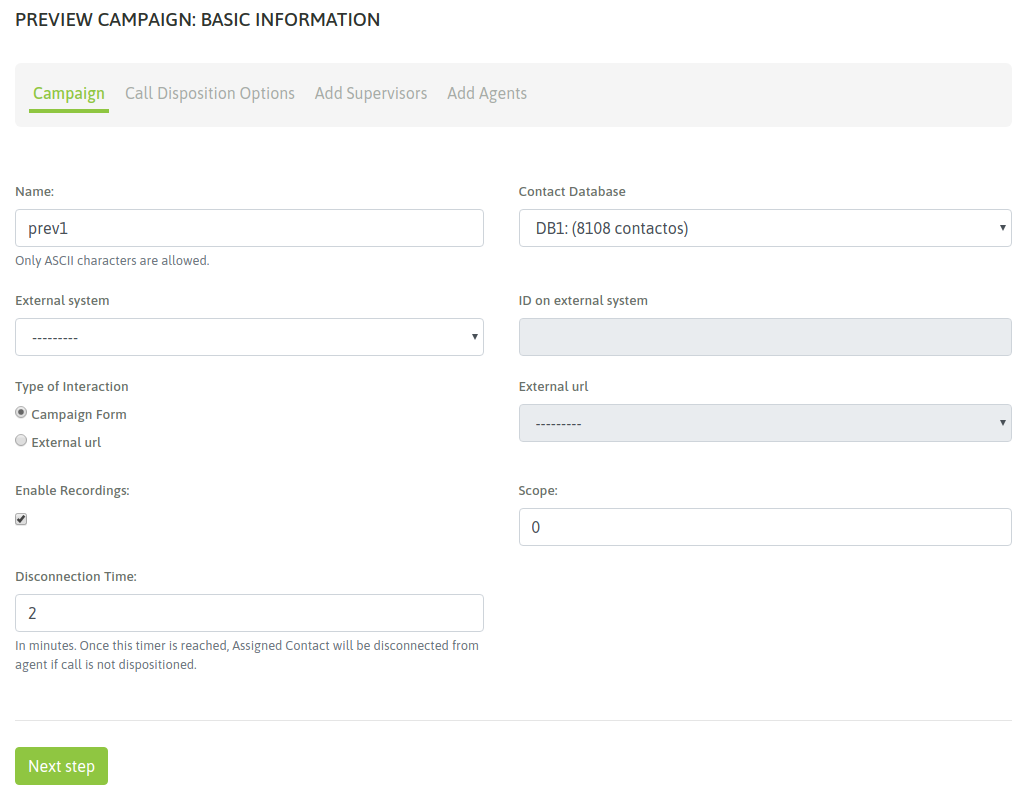 PREVIEW CAMPAIGN: BASIC INFORMATION
Campaign Call Disposition Options Add Supervisors Add Agents
Name:
prev1
Only ASCII characters are allowed.
Contact Database
DB1: (8108 contactos)
External system
---------
ID on external system
Type of Interaction
Campaign Form
External url
External url
---------
Enable Recordings:
Scope:
0
Disconnection Time:
2
In minutes. Once this timer is reached, Assigned Contact will be disconnected from
agent if call is not dispositioned.
Next step